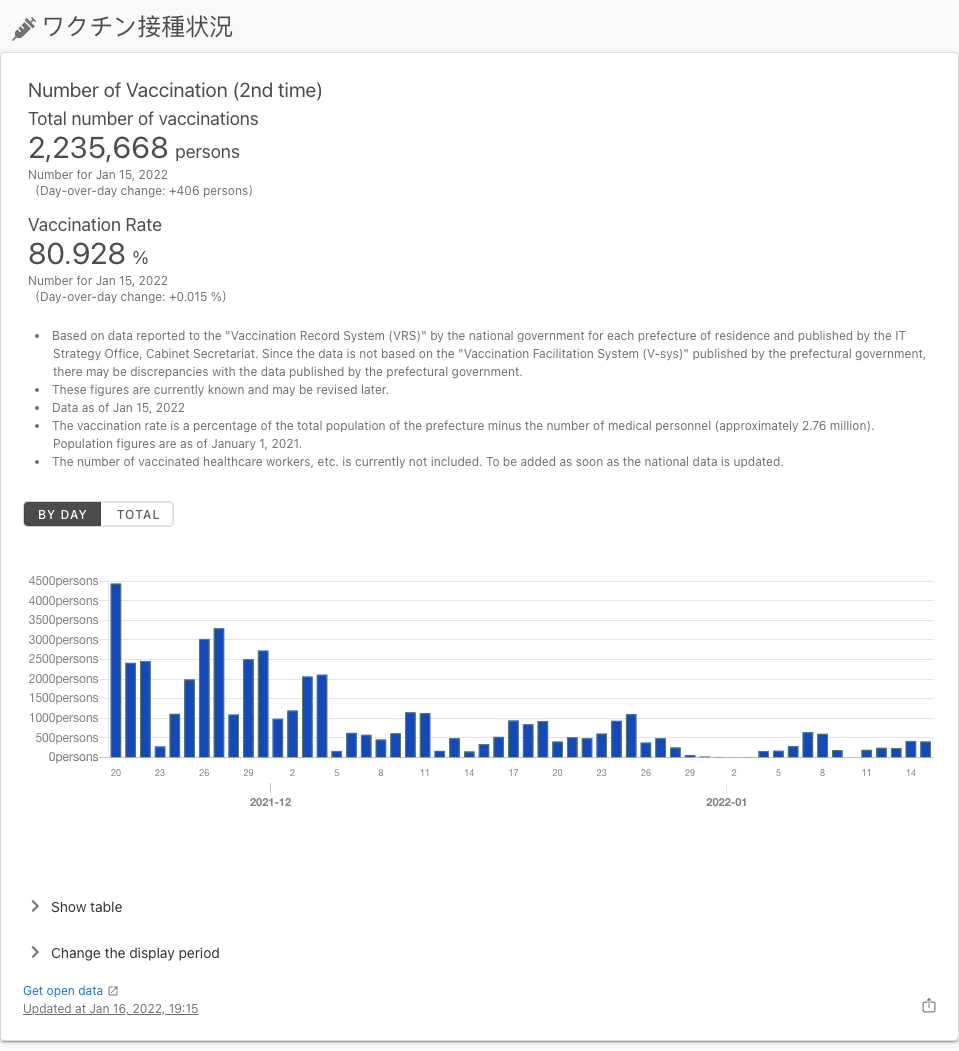 ワクチン接種状況
Number of Vaccination (2nd time)
Total number of vaccinations
2,235,668 persons
Number for Jan 15, 2022
(Day-over-day change: +406 persons)
Vaccination Rate
80.928 %
Number for Jan 15, 2022
(Day-over-day change: +0.015 %)
• Based on data reported to the "Vaccination Record System (VRS)" by the national government for each prefecture of residence and published by the IT
Strategy Office, Cabinet Secretariat. Since the data is not based on the "Vaccination Facilitation System (V-sys)" published by the prefectural government,
there may be discrepancies with the data published by the prefectural government.
• These figures are currently known and may be revised later.
• Data as of Jan 15, 2022
• The vaccination rate is a percentage of the total population of the prefecture minus the number of medical personnel (approximately 2.76 million).
Population figures are as of January 1, 2021.
• The number of vaccinated healthcare workers, etc. is currently not included. To be added as soon as the national data is updated.
BY DAY TOTAL
4500persons
4000persons
3500persons
3000persons
2500persons
2000persons
1500persons
1000persons
500persons
0persons
20 23 26 29 2 5 8 11 14 17 20 23 26 29 2 5 8 11 14
2021-12 2022-01
Show table
Change the display period
Get open data
Updated at Jan 16, 2022, 19:15